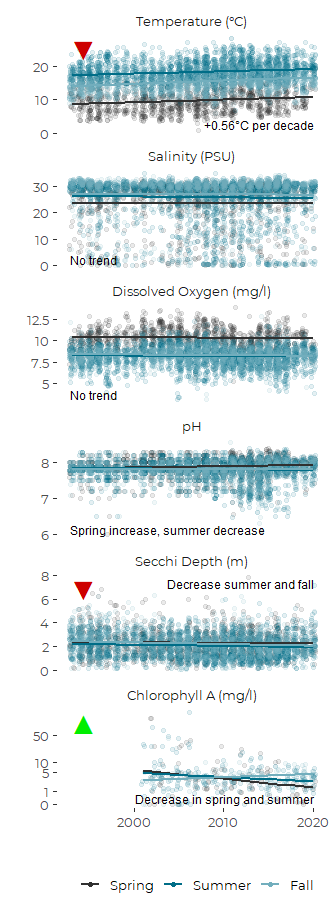 Temperature (ºC)
20
10
0
+0.56°C per decade
Salinity (PSU)
30
20
10
0
No trend
Dissolved Oxygen (mg/l)
12.5
10
7.5
5
No trend
pH
8
7
6
Spring increase, summer decrease
Secchi Depth (m)
8
6
4
2
0
Decrease summer and fall
Chlorophyll A (mg/l)
50
10
5
1
0
Decrease in spring and summer
2000 2010 2020
Spring Summer Fall